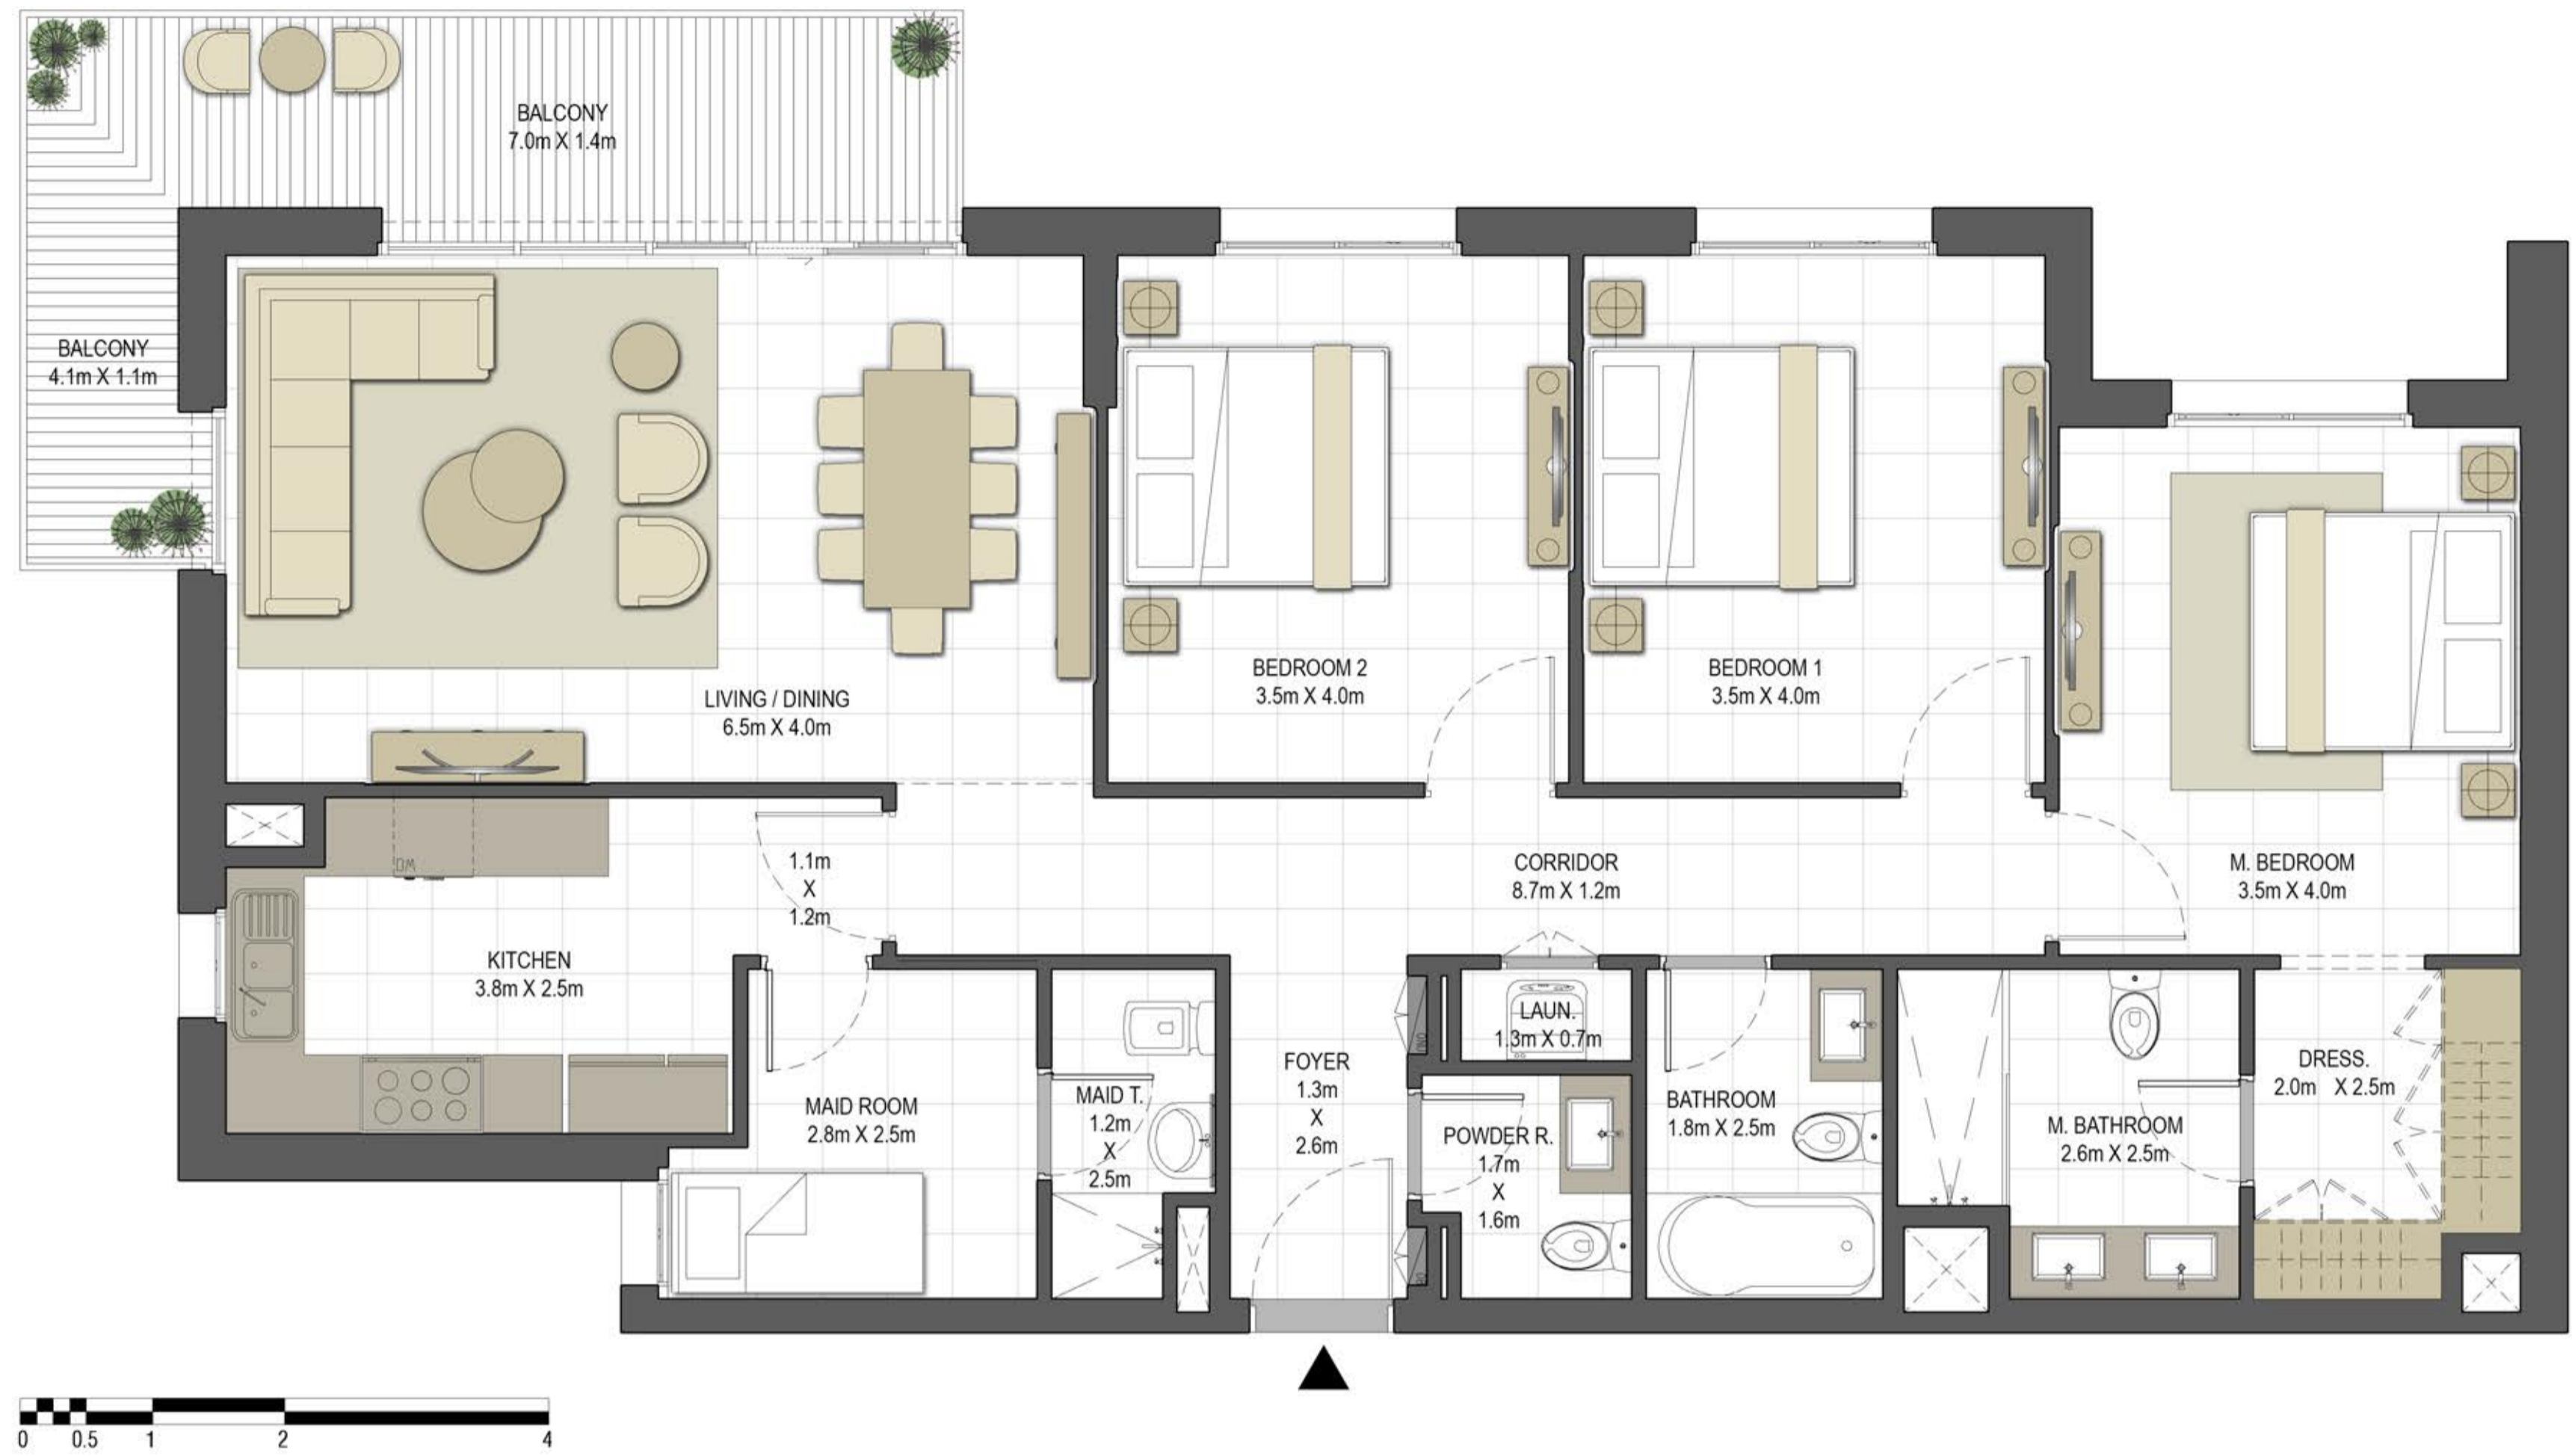 BALCONY
7.0m X 1.4m
BALCONY
4.1m X 1.1m
LIVING / DINING
6.5m X 4.0m
BEDROOM 2
3.5m X 4.0m
BEDROOM 1
3.5m X 4.0m
M. BEDROOM
3.5m X 4.0m
CORRIDOR
8.7m X 1.2m
1.1m
X
1.2m
KITCHEN
3.8m X 2.5m
MAID ROOM
2.8m X 2.5m
MAID T.
1.2m
X
2.5m
FOYER
1.3m
X
2.6m
LAUN.
1.3m X 0.7m
POWDER R.
1.7m
X
1.6m
BATHROOM
1.8m X 2.5m
M. BATHROOM
2.6m X 2.5m
DRESS.
2.0m X 2.5m
0 0.5 1 2 4